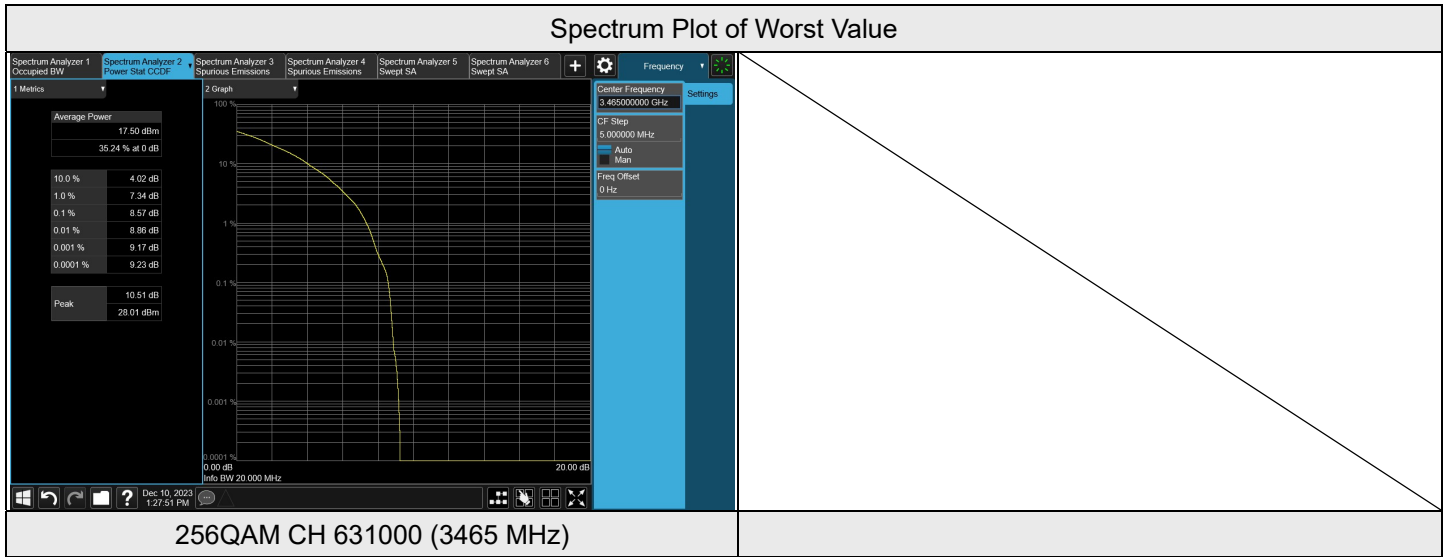 Spectrum Plot of Worst Value
Spectrum Analyzer 1
Occupied BW
Spectrum Analyzer 2
Power Stat CCDF
Spectrum Analyzer 3
Spurious Emissions
Spectrum Analyzer 4
Spurious Emissions
Spectrum Analyzer 5
Swept SA
Spectrum Analyzer 6
Swept SA
+
Frequency
1 Metrics
Average Power
17.50 dBm
35.24 % at 0 dB
10.0 % 4.02 dB
1.0 % 7.34 dB
0.1 % 8.57 dB
0.01 % 8.86 dB
0.001 % 9.17 dB
0.0001 % 9.23 dB
Peak
10.51 dB
28.01 dBm
2 Graph
100 %
10 %
1 %
0.1 %
0.01 %
0.001 %
0.0001 %
0.00 dB 20.00 dB
Info BW 20.000 MHz
Center Frequency
3.465000000 GHz
Settings
CF Step
5.000000 MHz
Auto
Man
Freq Offset
0 Hz
?
Dec 10, 2023
1:27:51 PM
256QAM CH 631000 (3465 MHz)